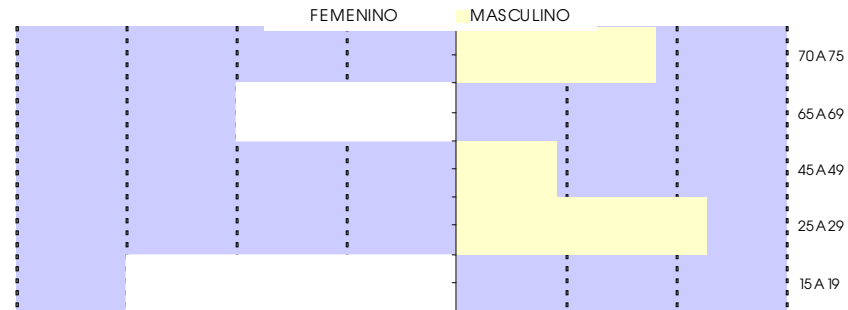 FEMENINO MASCULINO
70 A 75
65 A 69
45 A 49
25 A 29
15 A 19